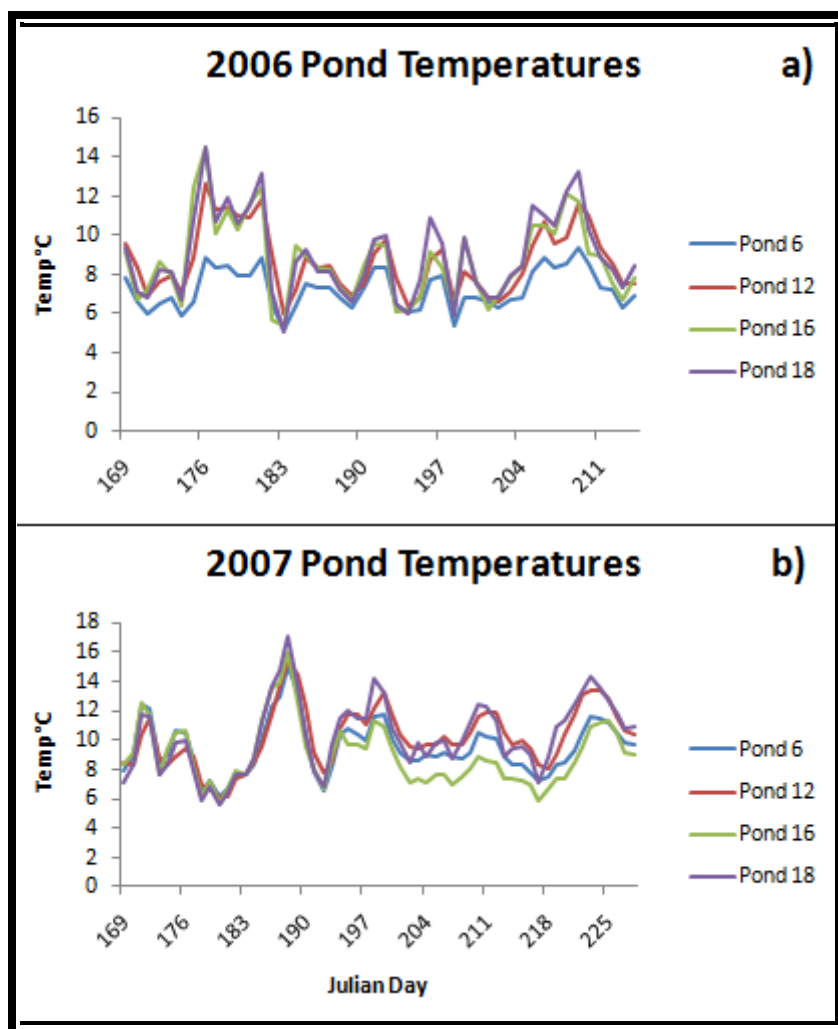 2006 Pond Temperatures a)
16
14
12
10
8
6
4
2
0
Temp°C
169 176 183 190 197 204 211
Pond 6
Pond 12
Pond 16
Pond 18
2007 Pond Temperatures b)
18
16
14
12
10
8
6
4
2
0
Temp°C
169 176 183 190 197 204 211 218 225
Julian Day
Pond 6
Pond 12
Pond 16
Pond 18